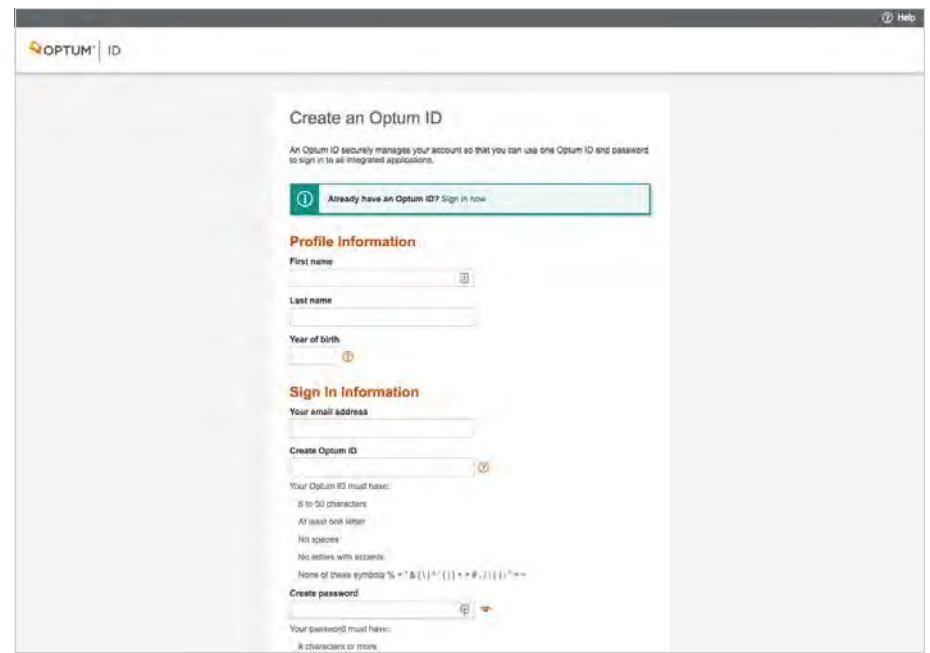 Help
OPTUM® ID
Create an Optum ID
An Optum ID securely manages your account so that you can use one Optum ID and password
to sign in to all integrated applications.
Already have an Optum ID? Sign in now
Profile Information
First name
Last name
Year of birth
Sign In Information
Your email address
Create Optum ID
Your Optum ID must have:
6 to 50 characters
At least one letter
No spaces
No letters with accents
None of these symbols
Create password
Your password must have:
8 characters or more